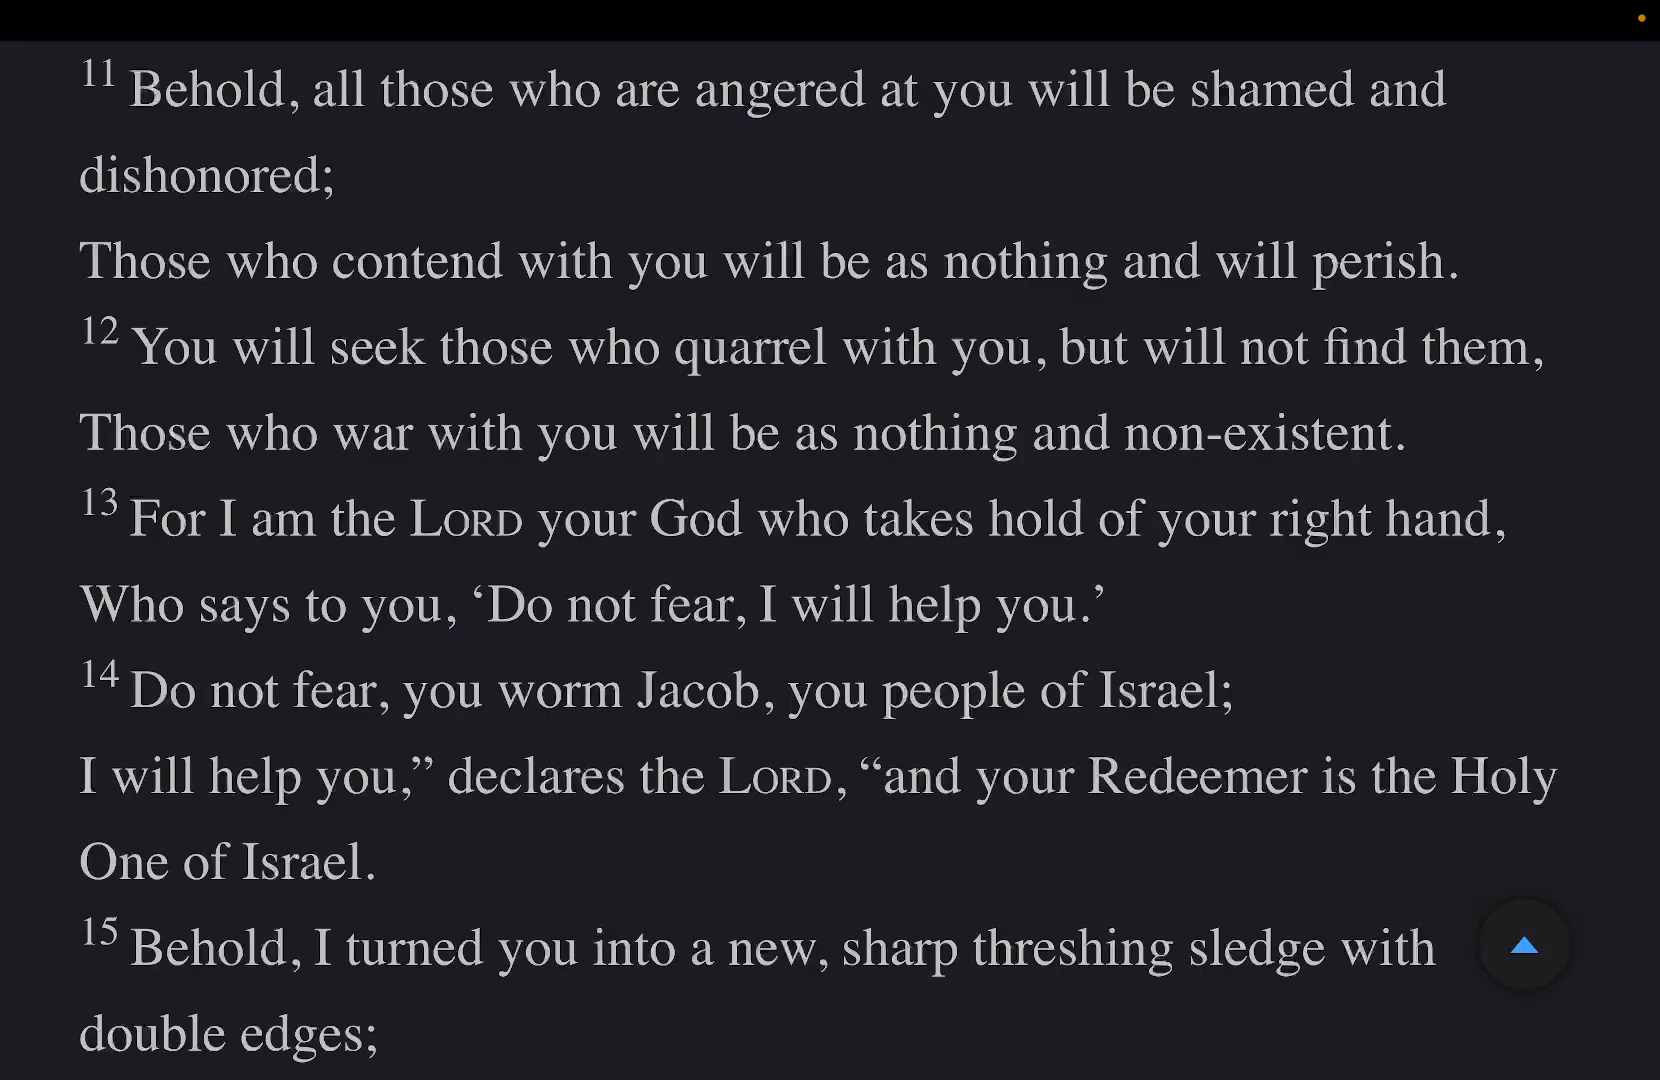 11 Behold, all those who are angered at you will be shamed and
dishonored;
Those who contend with you will be as nothing and will perish.
12 You will seek those who quarrel with you, but will not find them,
Those who war with you will be as nothing and non-existent.
13 For I am the LORD your God who takes hold of your right hand,
Who says to you, ‘Do not fear, I will help you.’
14 Do not fear, you worm Jacob, you people of Israel;
I will help you,” declares the LORD, “and your Redeemer is the Holy
One of Israel.
15 Behold, I turned you into a new, sharp threshing sledge with
double edges;